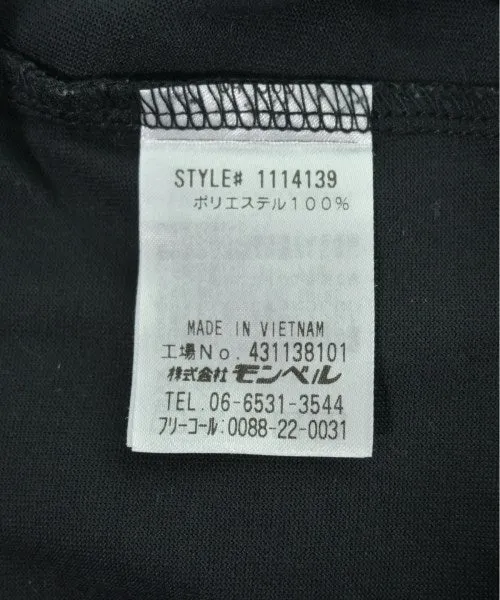 STYLE# 1114139
ポリエステル100%
MADE IN VIETNAM
工場No. 431138101
株式会社 モンベル
TEL. 06-6531-3544
フリーコール:0088-22-0031